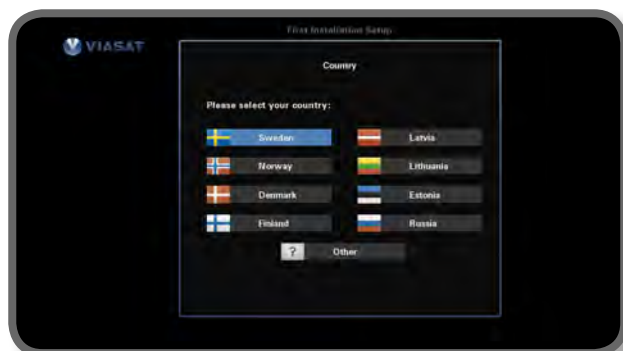 First Installation Setup
VIASAT
Country
Please select your country:
Sweden
Latvia
Norway
Lithuania
Denmark
Estonia
Finland
Russia
? Other